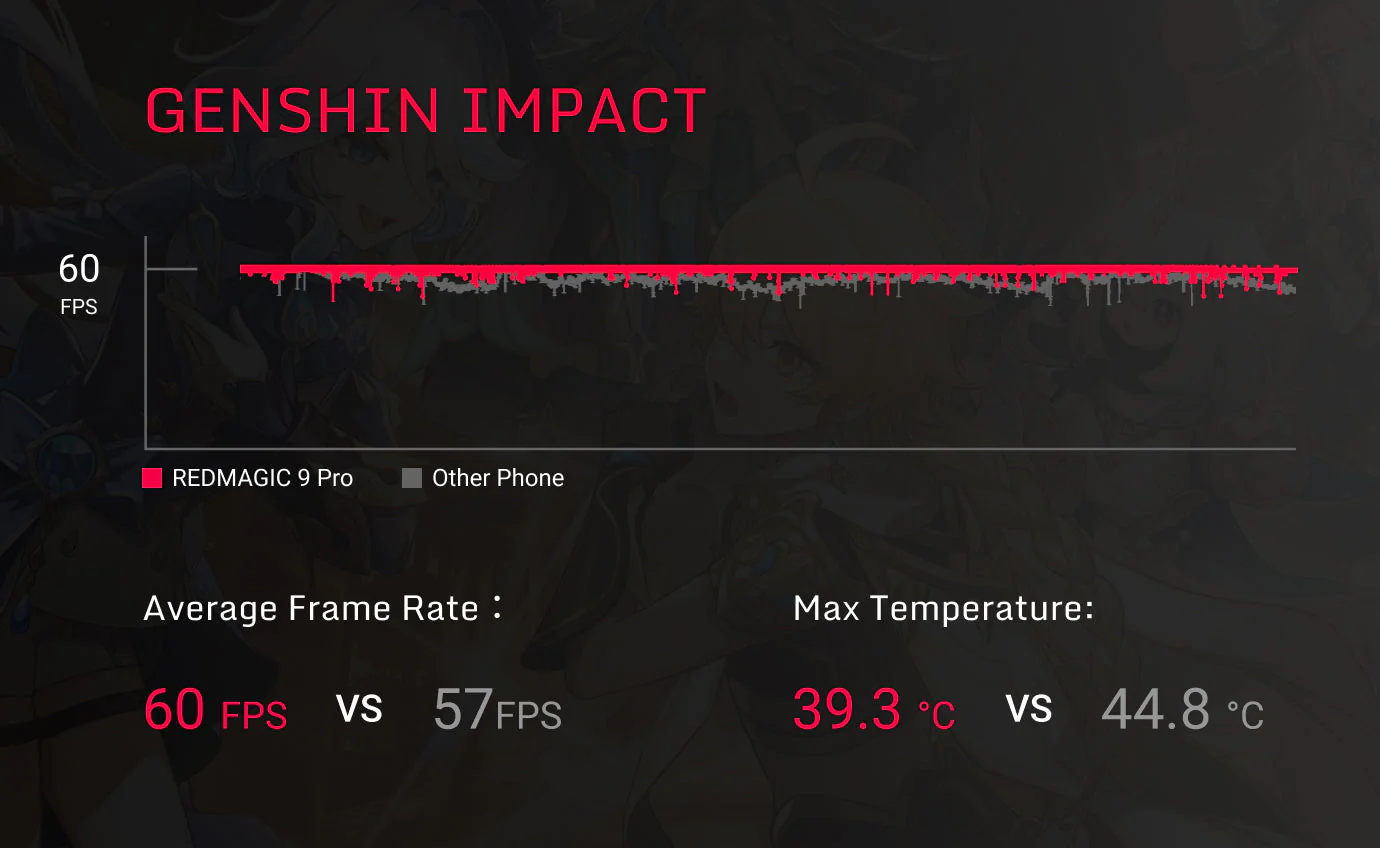 GENSHIN IMPACT
60
FPS
REDMAGIC 9 Pro Other Phone
Average Frame Rate：
60 FPS VS 57FPS
Max Temperature:
39.3 °C VS 44.8 °C